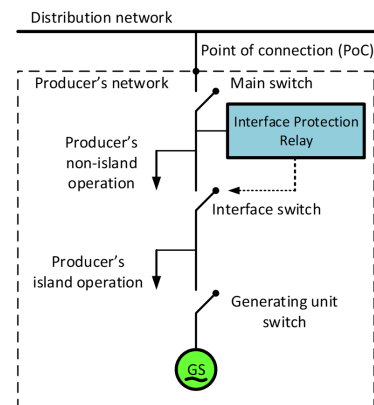 Distribution network
Point of connection (PoC)
Producer's network
Main switch
Interface Protection
Relay
Producer's
non-island
operation
Interface switch
Producer's
island operation
Generating unit
switch
GS